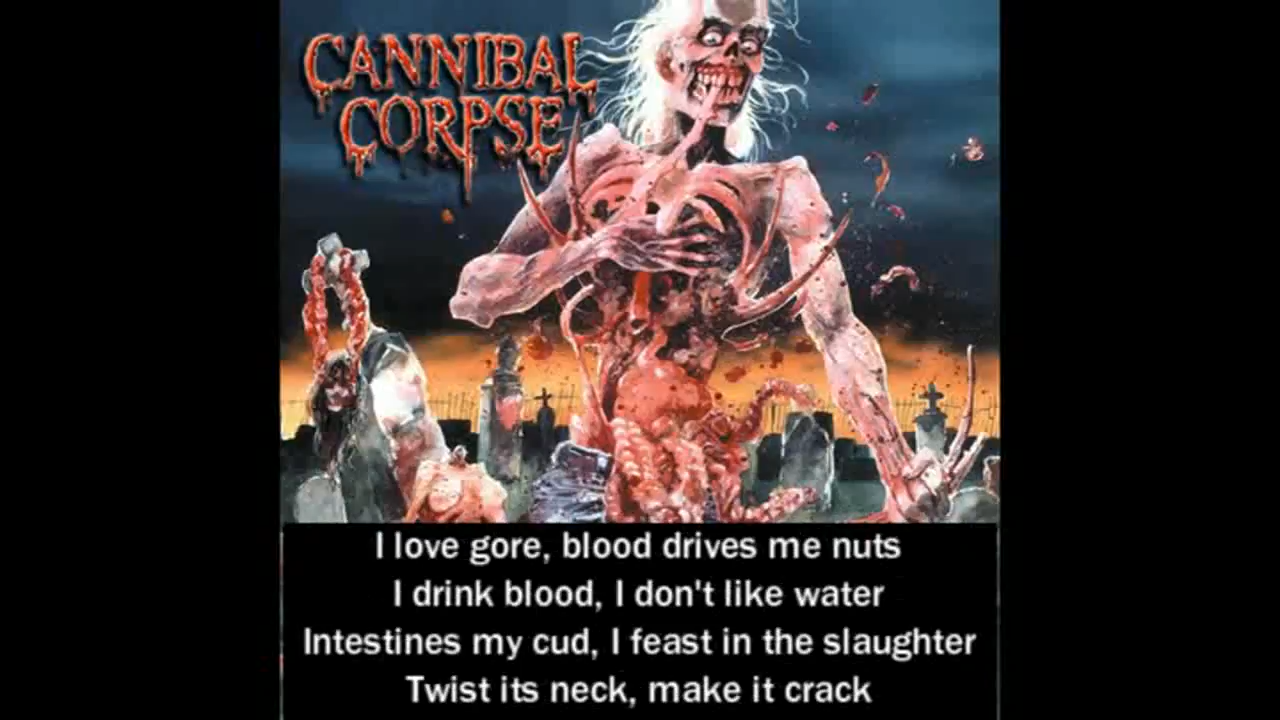 CANNIBAL
CORPSE
I love gore, blood drives me nuts
I drink blood, I don't like water
Intestines my cud, I feast in the slaughter
Twist its neck, make it crack